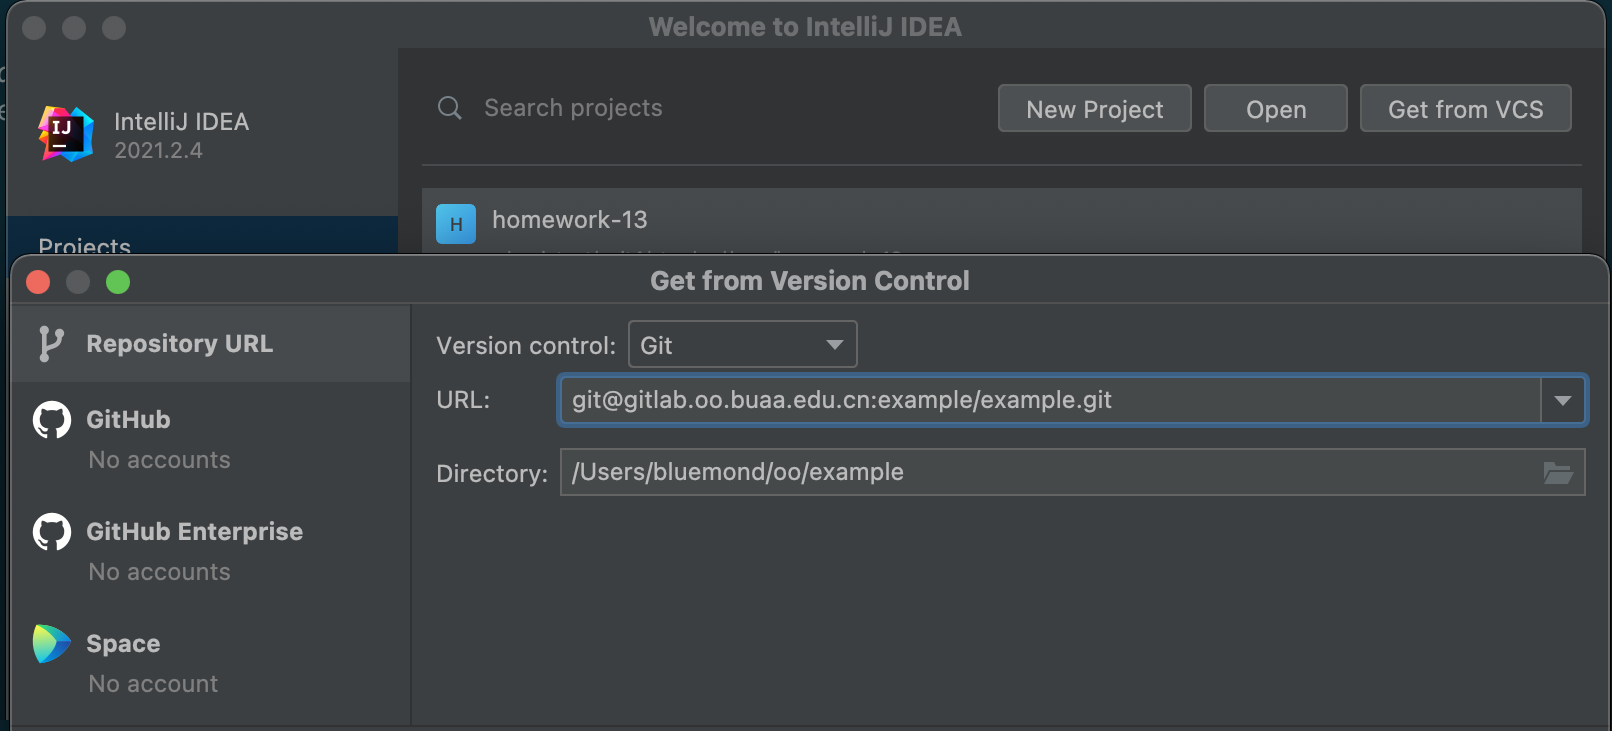 Welcome to IntelliJ IDEA
IJ
IntelliJ IDEA
2021.2.4
Search projects
New Project
Open
Get from VCS
Projects
H
homework-13
Get from Version Control
Repository URL
GitHub
No accounts
GitHub Enterprise
No accounts
Space
No account
Version control: Git
URL: git@gitlab.oo.buaa.edu.cn:example/example.git
Directory: /Users/bluemond/oo/example